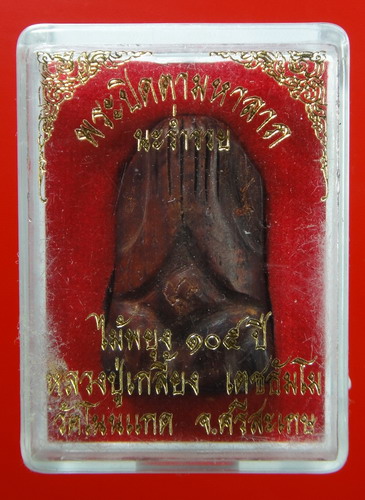 พระปิดตามหาลาภ
นะร่ำรวย
ไม้พยุง ๑๐๕ ปี
หลวงปู่เกลี้ยง เตชธัมโม
วัดโนนแกด จ.ศรีสะเกษ